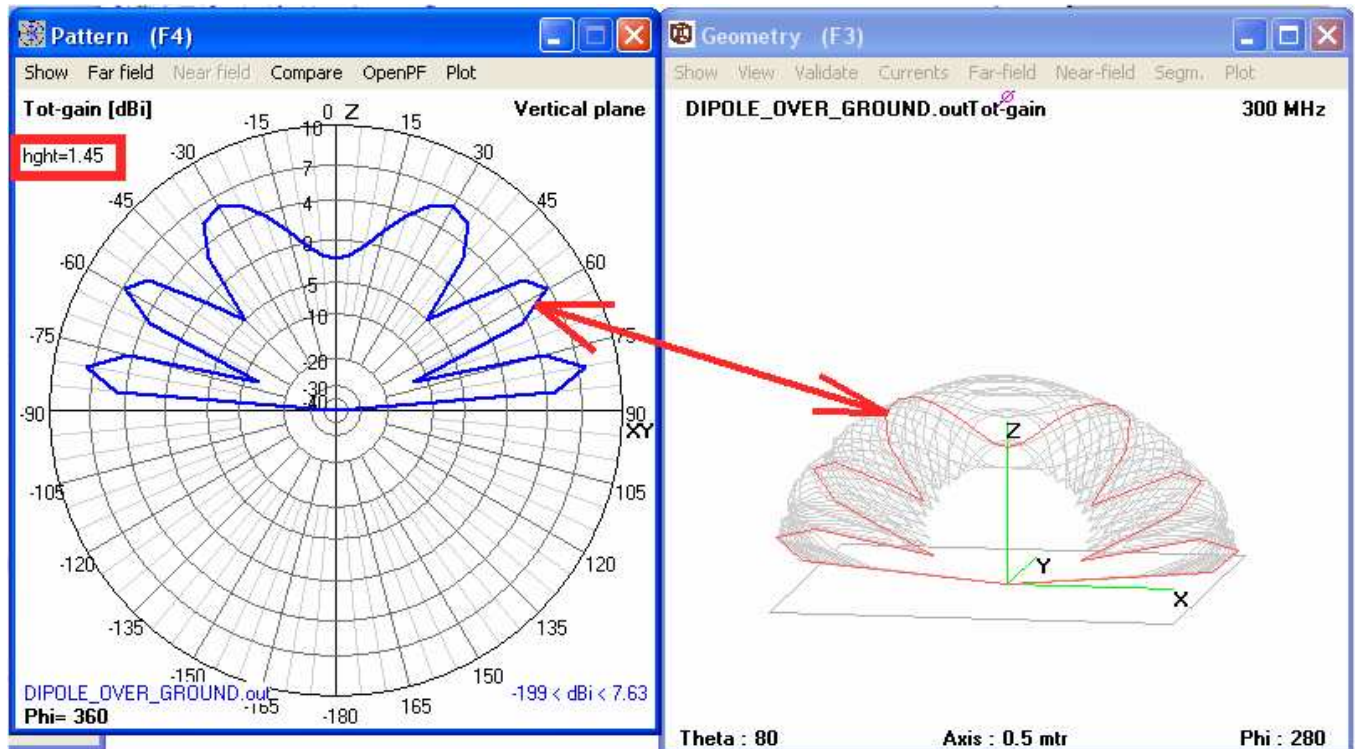 Pattern (F4)
Show Far field Near field Compare OpenPF Plot
Tot-gain [dBi]
Vertical plane
hght=1.45
0 Z
-15
15
10
-30
30
7
-45
45
4
0
-60
60
-5
-10
-75
75
-20
-30
-40
-90
90
XY
-105
105
-120
120
-135
135
-150
150
-165
165
-180
DIPOLE_OVER_GROUND.out
-199 < dBi < 7.63
Phi= 360
Geometry (F3)
Show View Validate Currents Far-field Near-field Segm. Plot
DIPOLE_OVER_GROUND.outTot-gain
300 MHz
Z
Y
X
Theta : 80
Axis : 0.5 mtr
Phi : 280